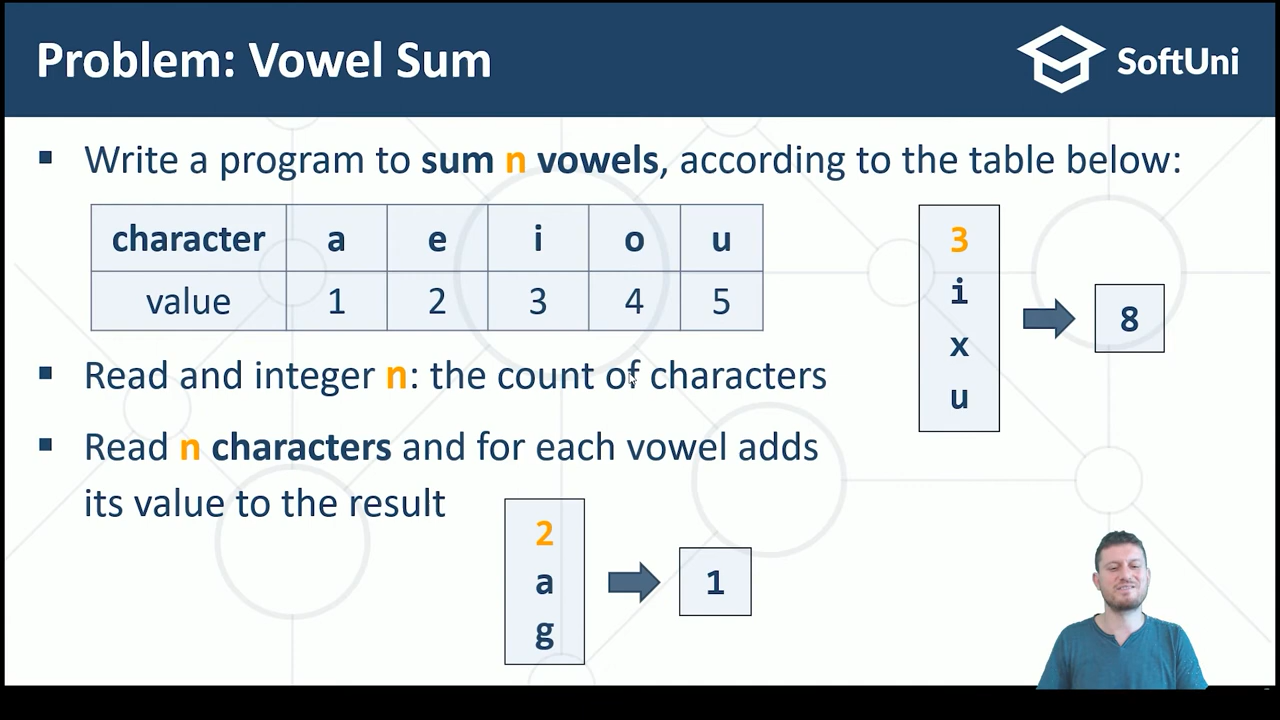 Problem: Vowel Sum
SoftUni
Write a program to sum n vowels, according to the table below:
character a e i o u
value 1 2 3 4 5
3
i
x
u
8
Read and integer n: the count of characters
Read n characters and for each vowel adds
its value to the result
2
a
g
1